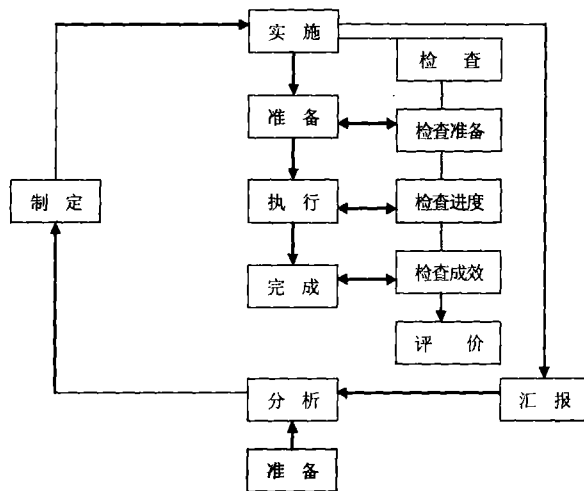 实 施
检 查
准 备
检查准备
制 定
执 行
检查进度
完 成
检查成效
评 价
分 析
汇 报
准 备